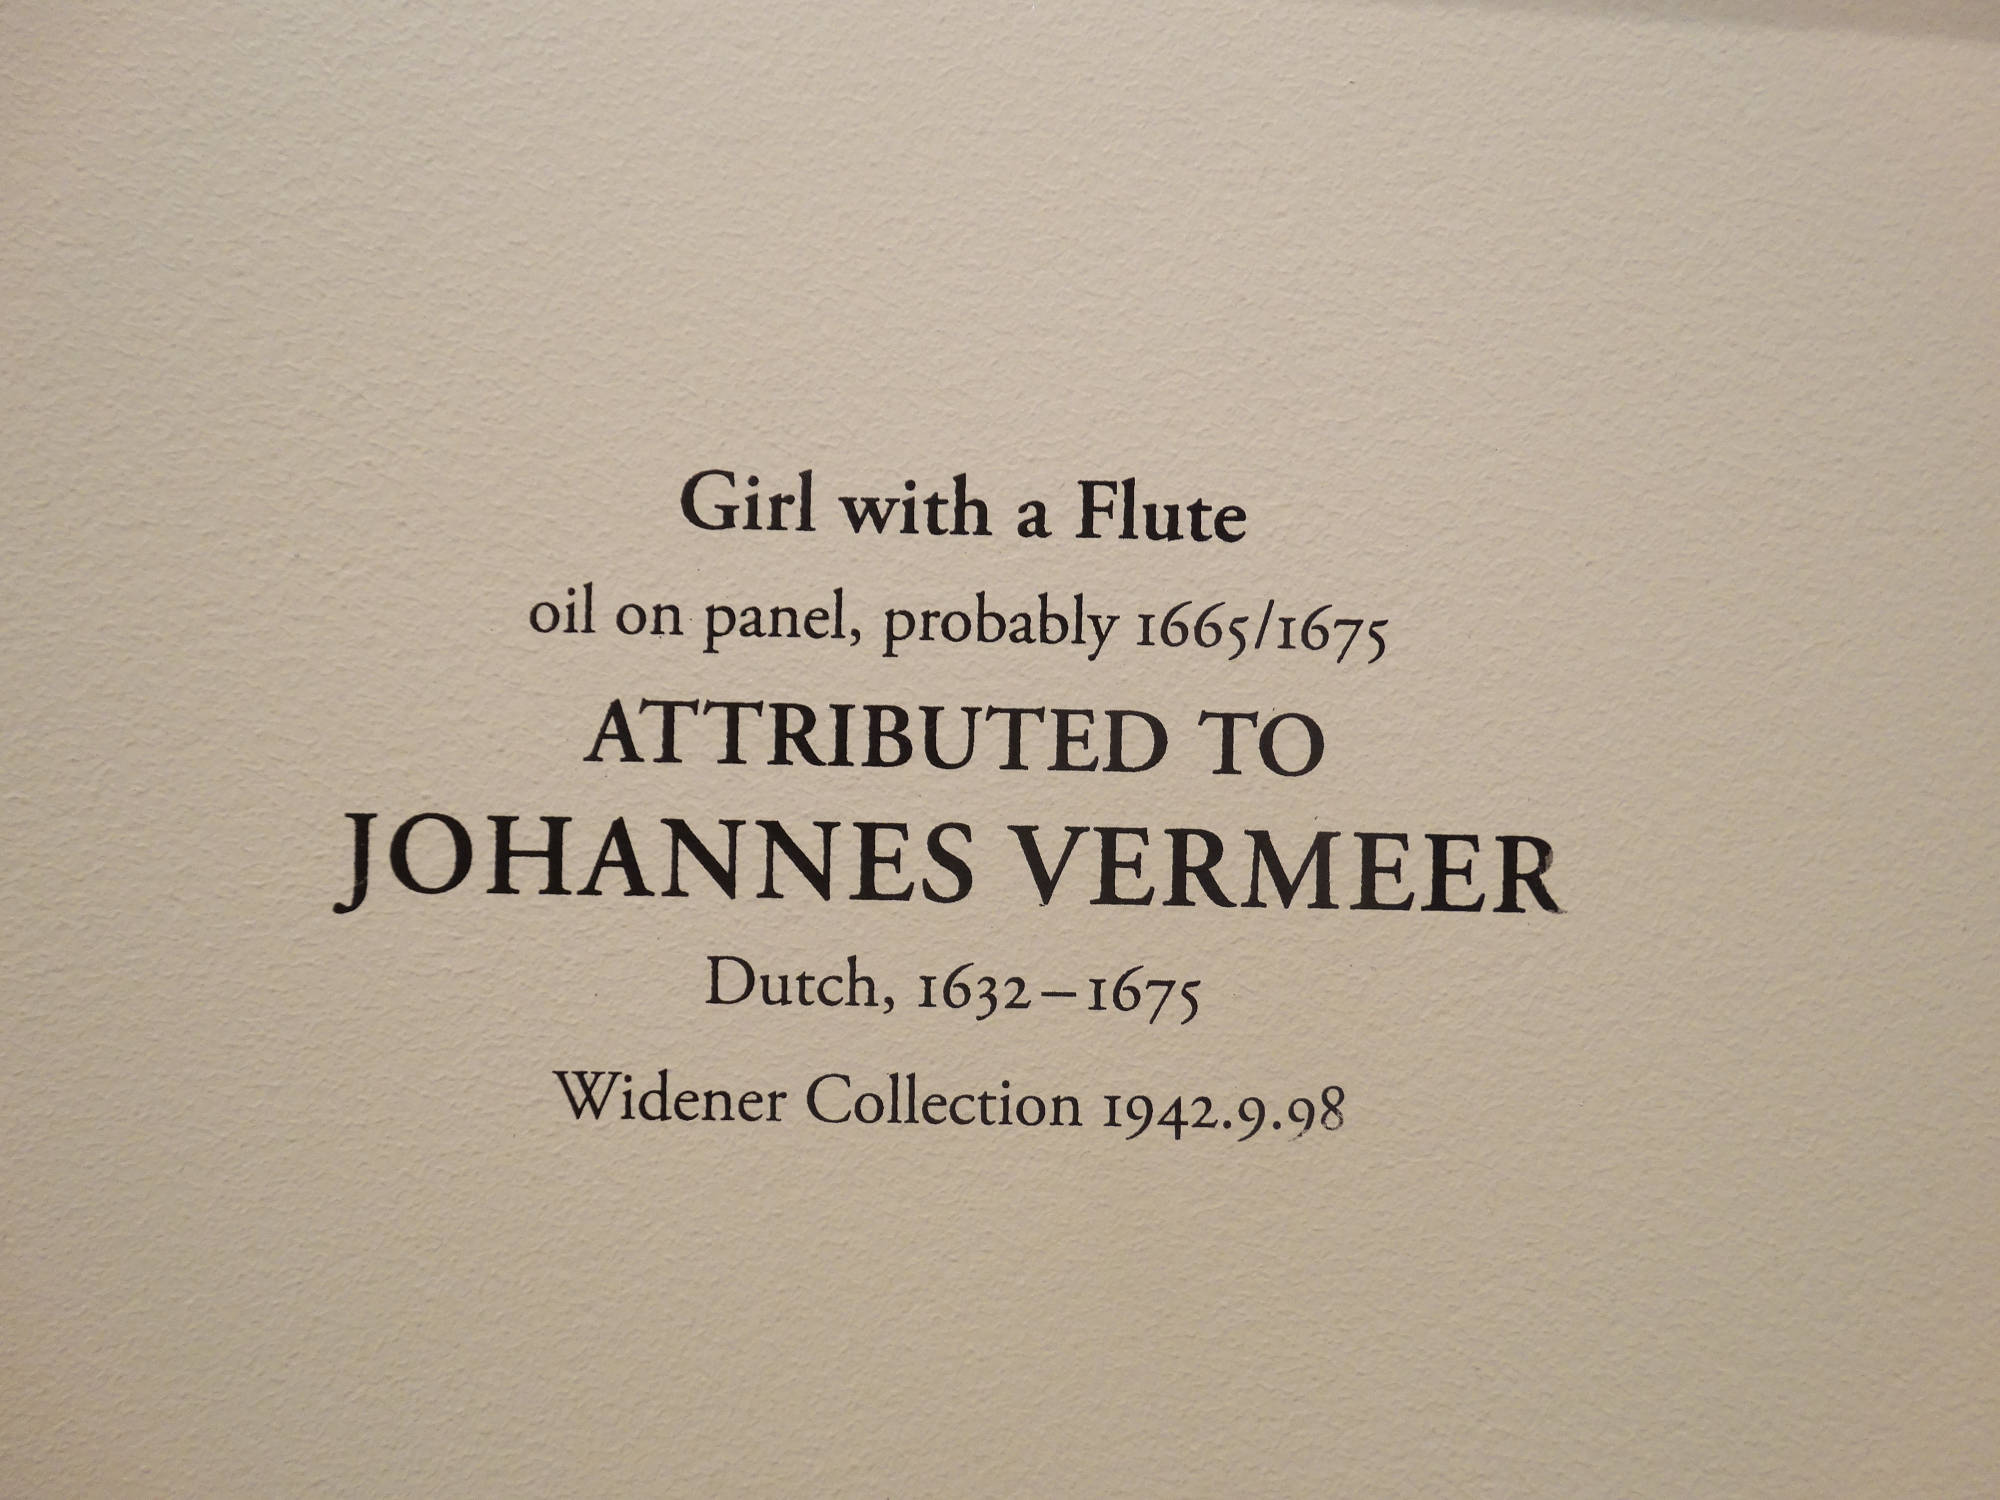 Girl with a Flute
oil on panel, probably 1665/1675
ATTRIBUTED TO
JOHANNES VERMEER
Dutch, 1632–1675
Widener Collection 1942.9.98